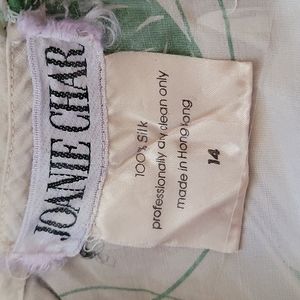 JOANIE CHAR
100% Silk
professionally dry clean only
made in Hong Kong
14